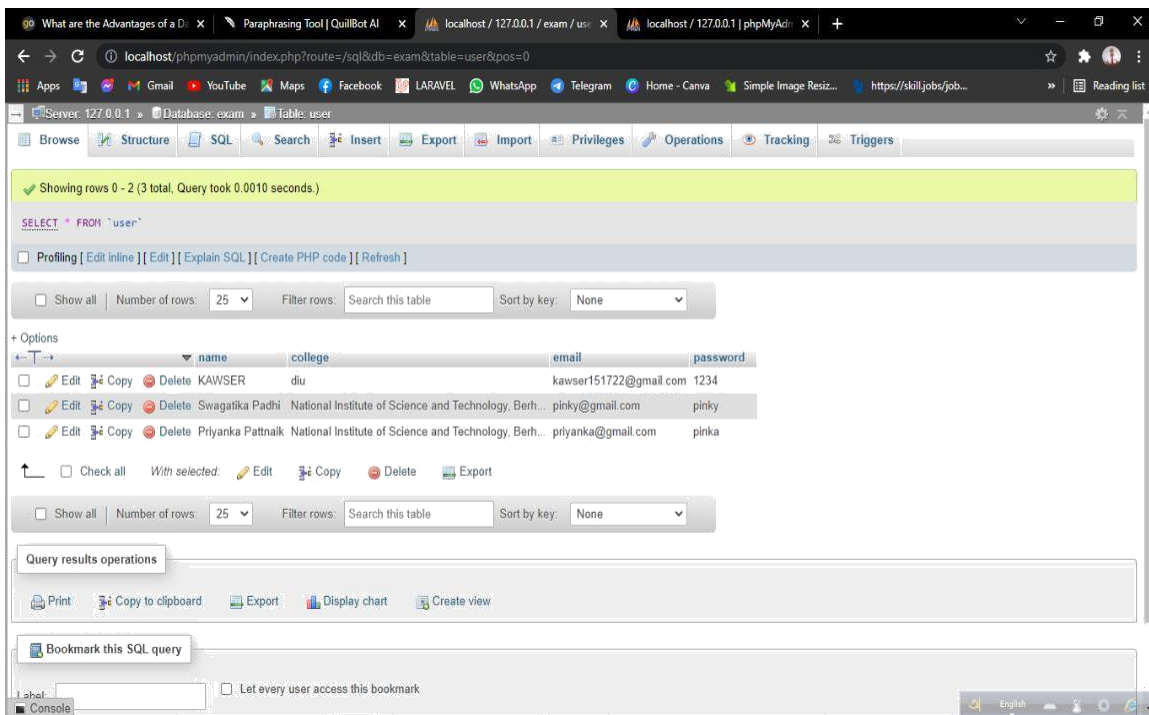 What are the Advantages of a Da
Paraphrasing Tool | QuillBot AI
localhost / 127.0.0.1 / exam / use
localhost / 127.0.0.1 | phpMyAdn
localhost/phpmyadmin/index.php?route=/sql&db=exam&table=user&pos=0
Apps Gmail YouTube Maps Facebook LARAVEL WhatsApp Telegram Home - Canva Simple Image Resiz... https://skill.jobs/job... » Reading list
Server: 127.0.0.1 » Database: exam » Table: user
Browse Structure SQL Search Insert Export Import Privileges Operations Tracking Triggers
Showing rows 0 - 2 (3 total, Query took 0.0010 seconds.)
SELECT * FROM `user`
Profiling [ Edit inline ] [ Edit ] [ Explain SQL ] [ Create PHP code ] [ Refresh ]
Show all | Number of rows: 25 Filter rows: Search this table Sort by key: None
+ Options
name college email password
Edit Copy Delete KAWSER diu kawser151722@gmail.com 1234
Edit Copy Delete Swagatika Padhi National Institute of Science and Technology, Berh... pinky@gmail.com pinky
Edit Copy Delete Priyanka Pattnaik National Institute of Science and Technology, Berh... priyanka@gmail.com pinka
Check all With selected: Edit Copy Delete Export
Show all | Number of rows: 25 Filter rows: Search this table Sort by key: None
Query results operations
Print Copy to clipboard Export Display chart Create view
Bookmark this SQL query
Label: Let every user access this bookmark
Console
English